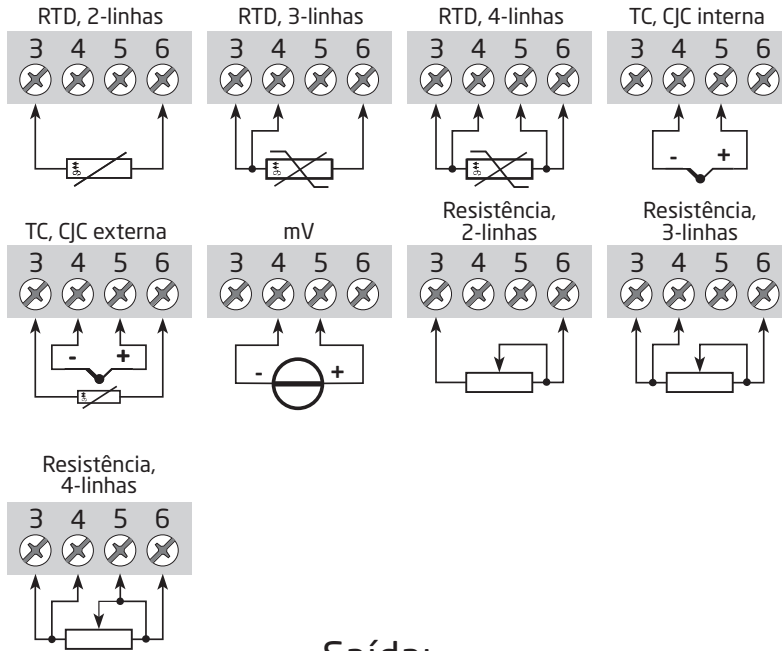 RTD, 2-linhas
3 4 5 6
RTD, 3-linhas
3 4 5 6
RTD, 4-linhas
3 4 5 6
TC, CJC interna
3 4 5 6
- +
TC, CJC externa
3 4 5 6
- +
mV
3 4 5 6
- +
Resistência,
2-linhas
3 4 5 6
Resistência,
3-linhas
3 4 5 6
Resistência,
4-linhas
3 4 5 6